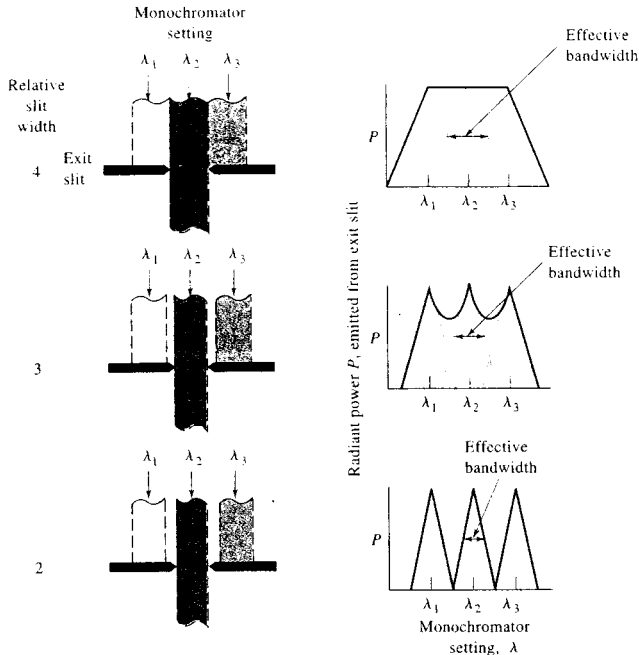 Monochromator
setting
λ1 λ2 λ3
Relative
slit
width
4
Exit
slit
Effective
bandwidth
P
λ1 λ2 λ3
λ1 λ2 λ3
3
Effective
bandwidth
P
λ1 λ2 λ3
λ1 λ2 λ3
2
Effective
bandwidth
P
λ1 λ2 λ3
Monochromator
setting, λ
Radiant power P, emitted from exit slit